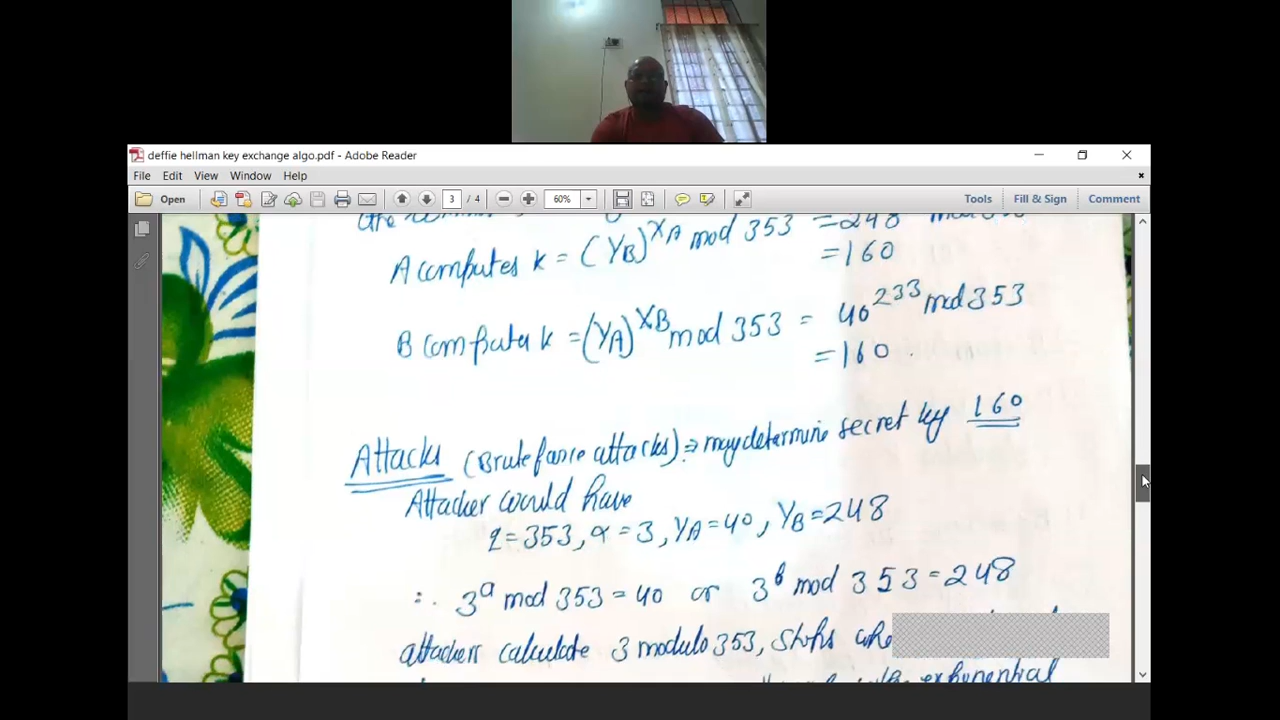 deffie hellman key exchange algo.pdf - Adobe Reader
File Edit View Window Help
Open 3 / 4 60% Tools Fill & Sign Comment
= 248
A computes k = (YB)^XA mod 353 = 160
B computer k = (YA)^XB mod 353 = 40^233 mod 353
= 160
Attacks (Brute force attacks) ⇒ may determine secret key 160
Attacker would have
q = 353, α = 3, YA = 40, YB = 248
∴ 3^a mod 353 = 40 or 3^b mod 353 = 248
attackers calculate 3 modulo 353, stops
exponential